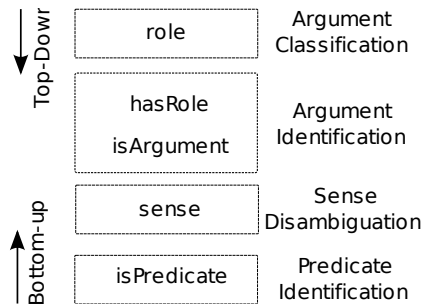 Top-Down
role
Argument
Classification
hasRole
isArgument
Argument
Identification
Bottom-up
sense
Sense
Disambiguation
isPredicate
Predicate
Identification